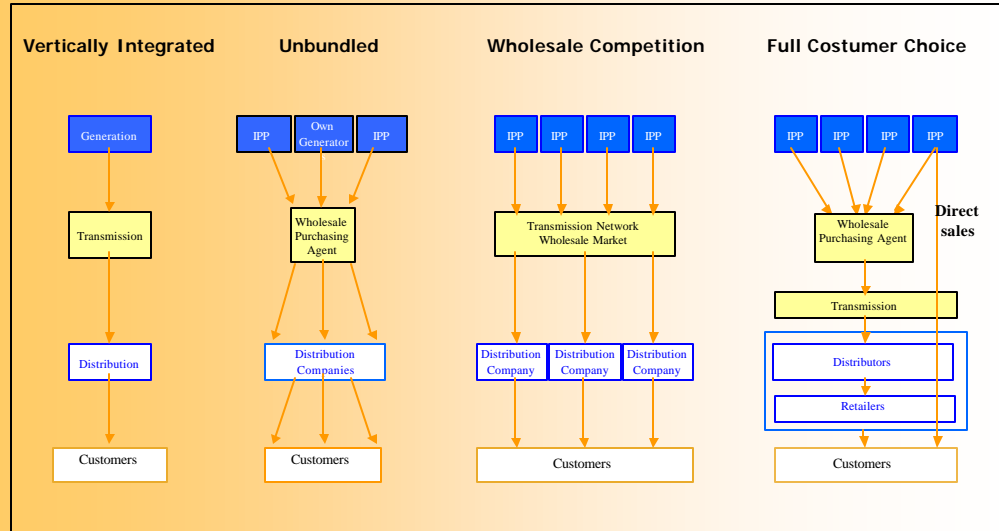 Vertically Integrated
Unbundled
Wholesale Competition
Full Costumer Choice
Generation
Transmission
Distribution
Customers
IPP
Own
Generator
s
IPP
Wholesale
Purchasing
Agent
Distribution
Companies
Customers
IPP
IPP
IPP
IPP
Transmission Network
Wholesale Market
Distribution
Company
Distribution
Company
Distribution
Company
Customers
IPP
IPP
IPP
IPP
Direct
sales
Wholesale
Purchasing Agent
Transmission
Distributors
Retailers
Customers